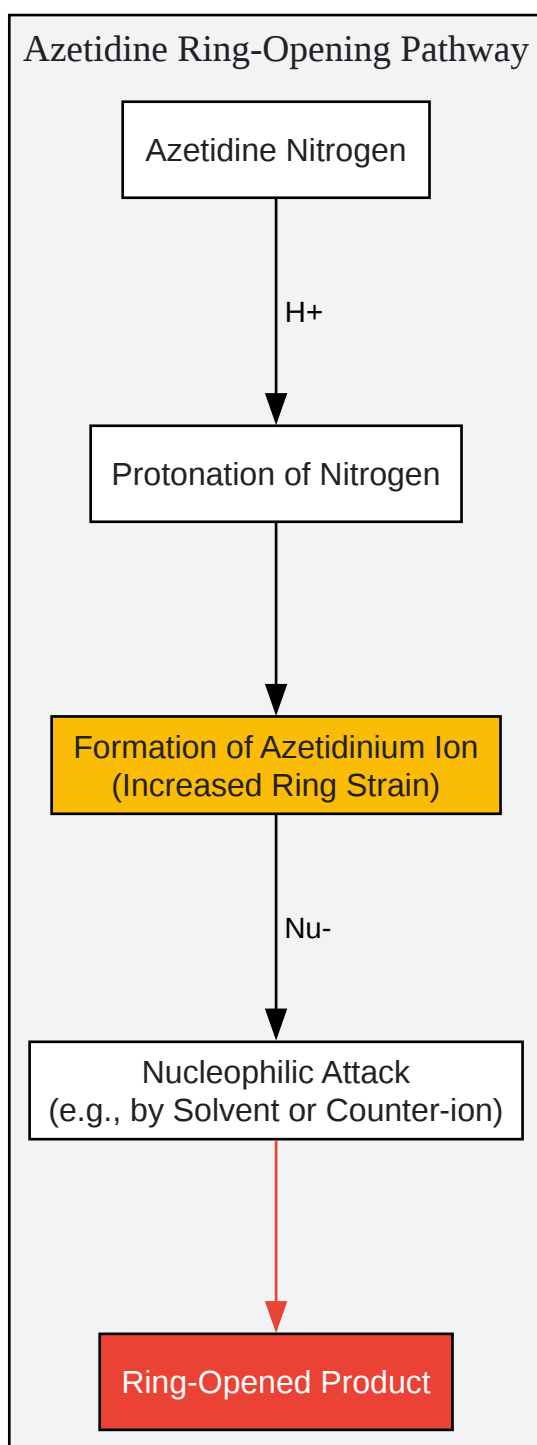 Azetidine Ring-Opening Pathway
Azetidine Nitrogen
H+
Protonation of Nitrogen
Formation of Azetidinium Ion
(Increased Ring Strain)
Nu-
Nucleophilic Attack
(e.g., by Solvent or Counter-ion)
Ring-Opened Product